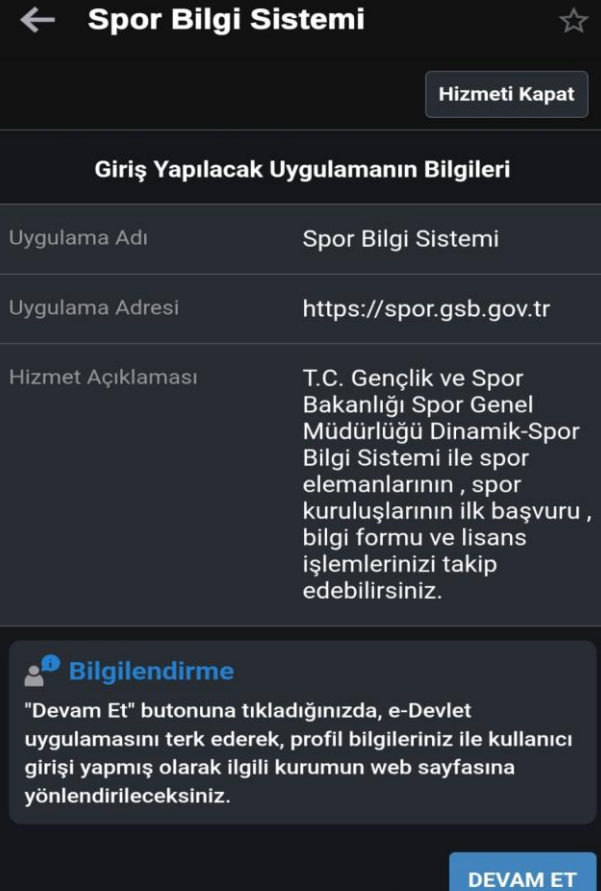 Spor Bilgi Sistemi
Hizmeti Kapat
Giriş Yapılacak Uygulamanın Bilgileri
Uygulama Adı
Spor Bilgi Sistemi
Uygulama Adresi
https://spor.gsb.gov.tr
Hizmet Açıklaması
T.C. Gençlik ve Spor
Bakanlığı Spor Genel
Müdürlüğü Dinamik-Spor
Bilgi Sistemi ile spor
elemanlarının , spor
kuruluşlarının ilk başvuru ,
bilgi formu ve lisans
işlemlerinizi takip
edebilirsiniz.
Bilgilendirme
"Devam Et" butonuna tıkladığınızda, e-Devlet
uygulamasını terk ederek, profil bilgileriniz ile kullanıcı
girişi yapmış olarak ilgili kurumun web sayfasına
yönlendirileceksiniz.
DEVAM ET